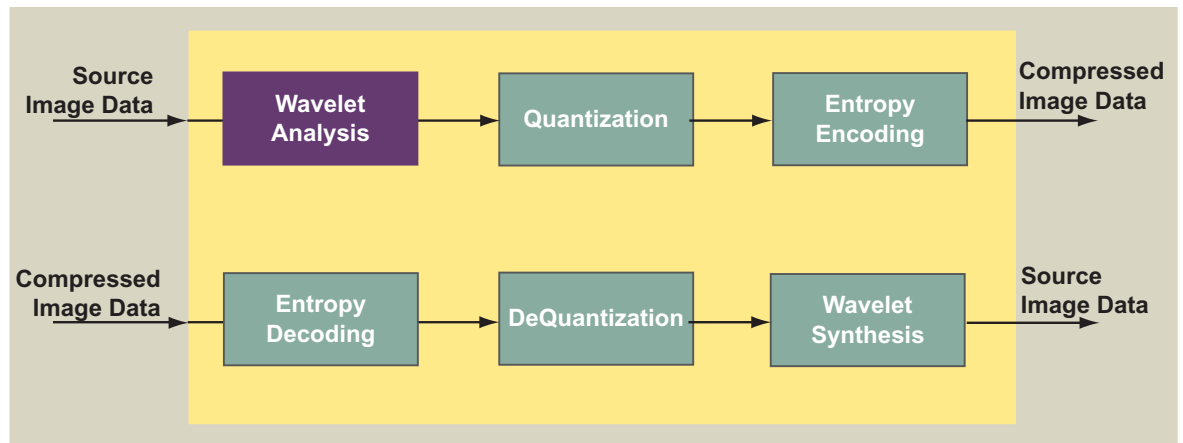 Source
Image Data
Wavelet
Analysis
Quantization
Entropy
Encoding
Compressed
Image Data
Compressed
Image Data
Entropy
Decoding
DeQuantization
Wavelet
Synthesis
Source
Image Data